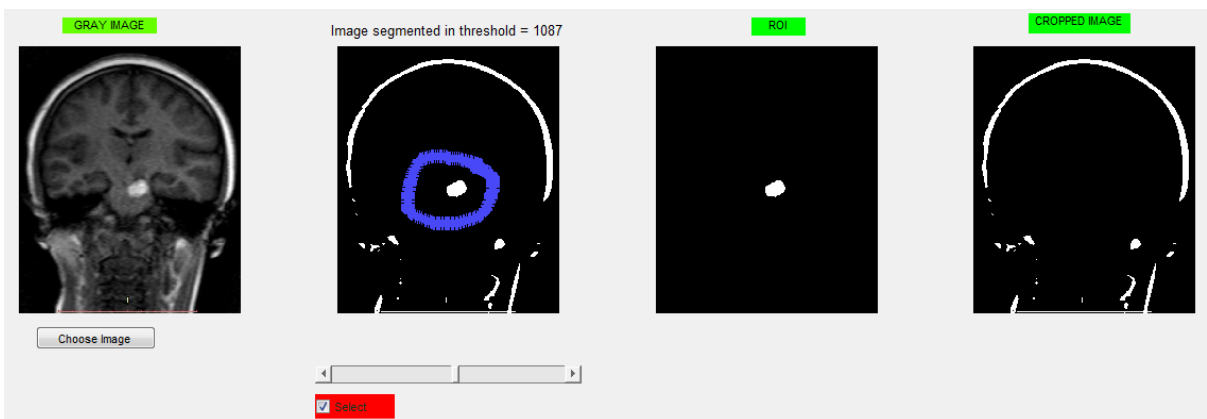 GRAY IMAGE
Image segmented in threshold = 1087
ROI
CROPPED IMAGE
Choose Image
Select